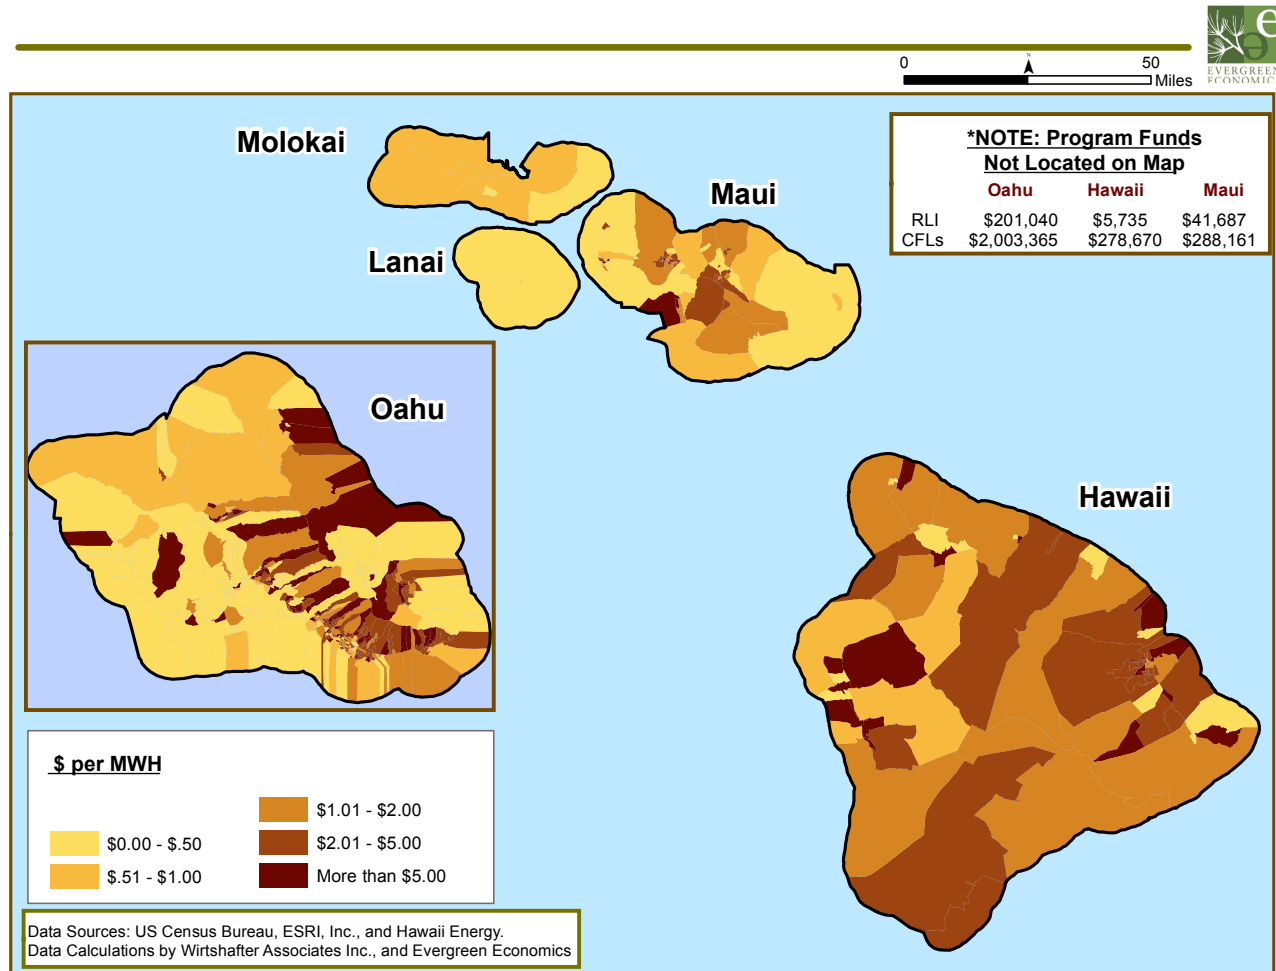 e
e
EVERGREEN
ECONOMIC
0 50
N
Miles
*NOTE: Program Funds
Not Located on Map
Oahu Hawaii Maui
RLI $201,040 $5,735 $41,687
CFLs $2,003,365 $278,670 $288,161
Molokai
Maui
Lanai
Oahu
Hawaii
$ per MWH
$0.00 - $.50
$.51 - $1.00
$1.01 - $2.00
$2.01 - $5.00
More than $5.00
Data Sources: US Census Bureau, ESRI, Inc., and Hawaii Energy.
Data Calculations by Wirtshafter Associates Inc., and Evergreen Economics